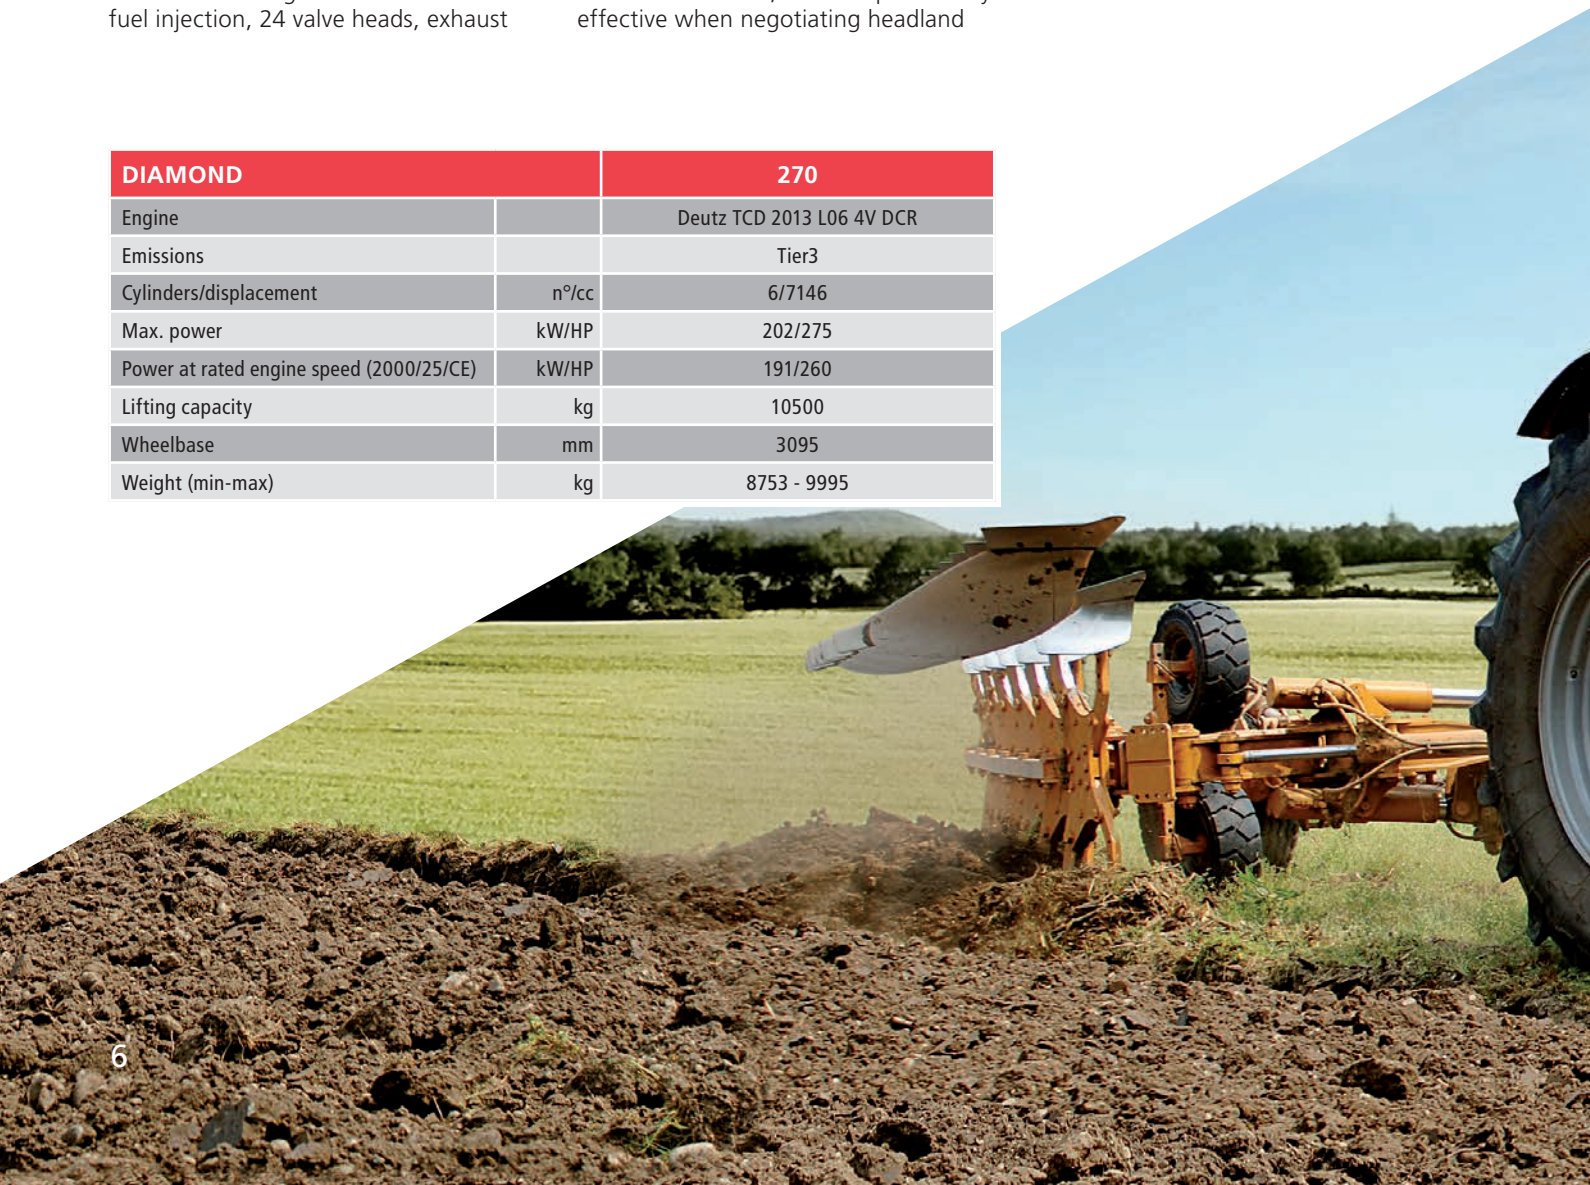 fuel injection, 24 valve heads, exhaust
effective when negotiating headland
DIAMOND 270
Engine Deutz TCD 2013 L06 4V DCR
Emissions Tier3
Cylinders/displacement n°/cc 6/7146
Max. power kW/HP 202/275
Power at rated engine speed (2000/25/CE) kW/HP 191/260
Lifting capacity kg 10500
Wheelbase mm 3095
Weight (min-max) kg 8753 - 9995
6